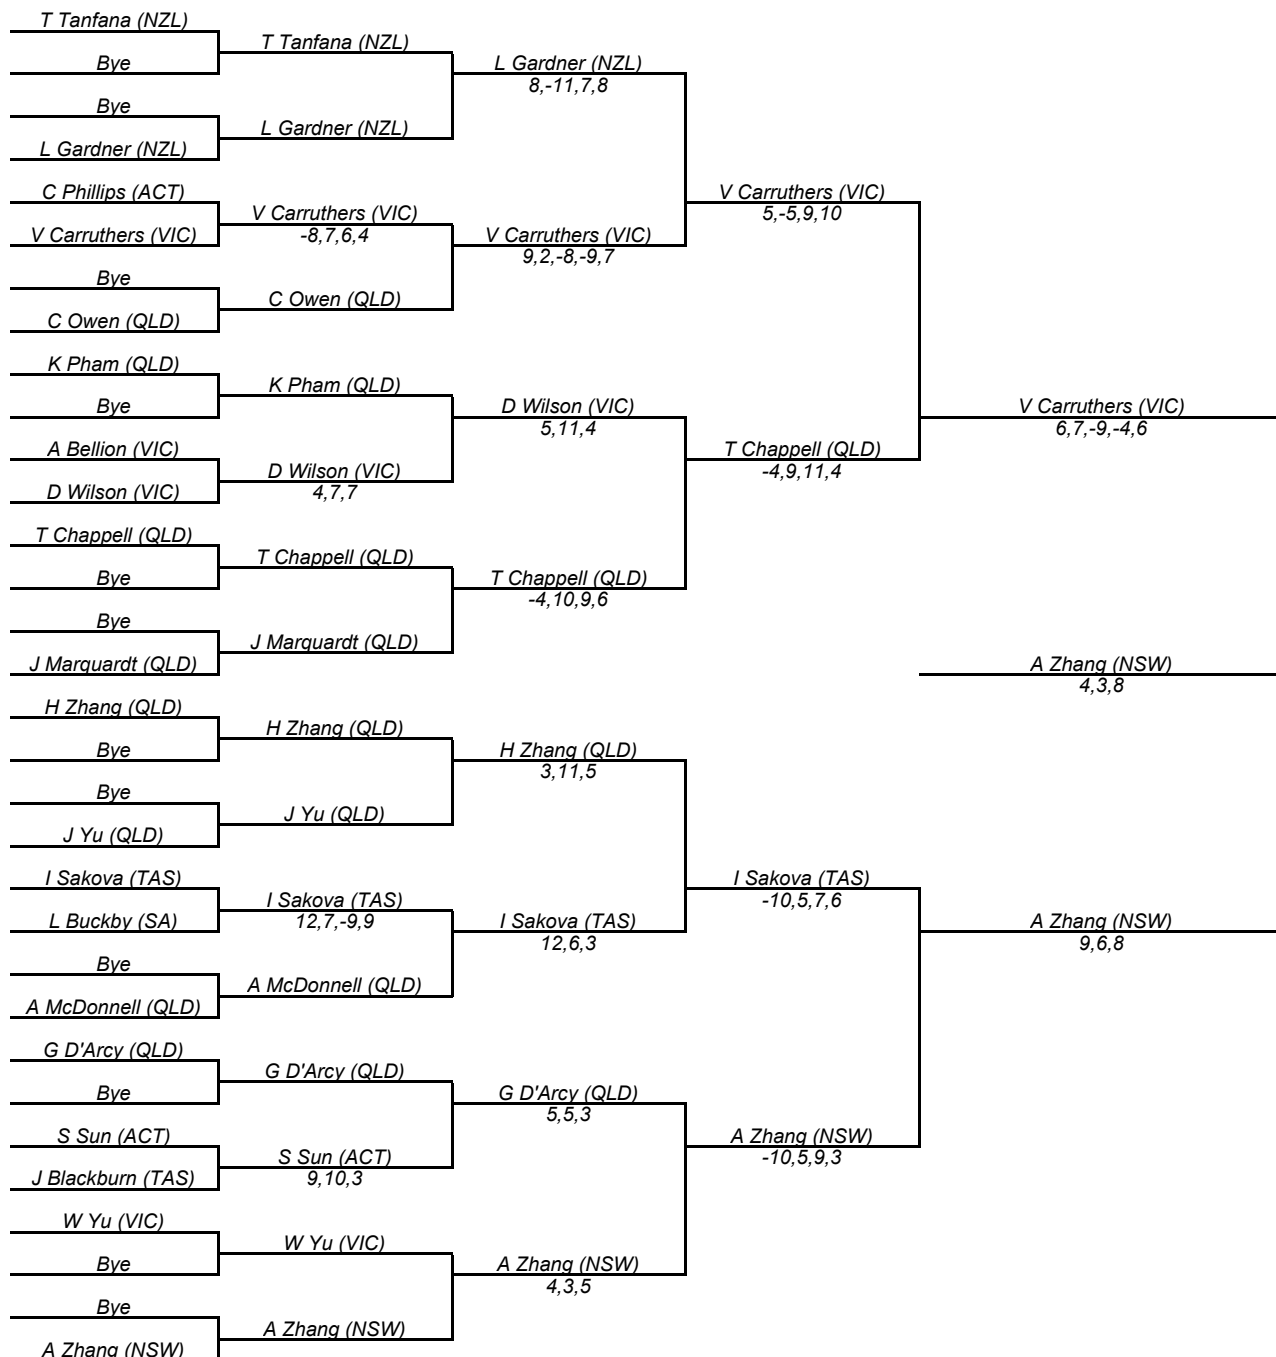 T Tanfana (NZL)
Bye
Bye
L Gardner (NZL)
C Phillips (ACT)
V Carruthers (VIC)
Bye
C Owen (QLD)
K Pham (QLD)
Bye
A Bellion (VIC)
D Wilson (VIC)
T Chappell (QLD)
Bye
Bye
J Marquardt (QLD)
H Zhang (QLD)
Bye
Bye
J Yu (QLD)
I Sakova (TAS)
L Buckby (SA)
Bye
A McDonnell (QLD)
G D'Arcy (QLD)
Bye
S Sun (ACT)
J Blackburn (TAS)
W Yu (VIC)
Bye
Bye
A Zhang (NSW)
T Tanfana (NZL)
L Gardner (NZL)
V Carruthers (VIC)
-8,7,6,4
C Owen (QLD)
K Pham (QLD)
D Wilson (VIC)
4,7,7
T Chappell (QLD)
J Marquardt (QLD)
H Zhang (QLD)
J Yu (QLD)
I Sakova (TAS)
12,7,-9,9
A McDonnell (QLD)
G D'Arcy (QLD)
S Sun (ACT)
9,10,3
W Yu (VIC)
A Zhang (NSW)
L Gardner (NZL)
8,-11,7,8
V Carruthers (VIC)
9,2,-8,-9,7
D Wilson (VIC)
5,11,4
T Chappell (QLD)
-4,10,9,6
H Zhang (QLD)
3,11,5
I Sakova (TAS)
12,6,3
G D'Arcy (QLD)
5,5,3
A Zhang (NSW)
4,3,5
V Carruthers (VIC)
5,-5,9,10
T Chappell (QLD)
-4,9,11,4
I Sakova (TAS)
-10,5,7,6
A Zhang (NSW)
-10,5,9,3
V Carruthers (VIC)
6,7,-9,-4,6
A Zhang (NSW)
4,3,8
A Zhang (NSW)
9,6,8